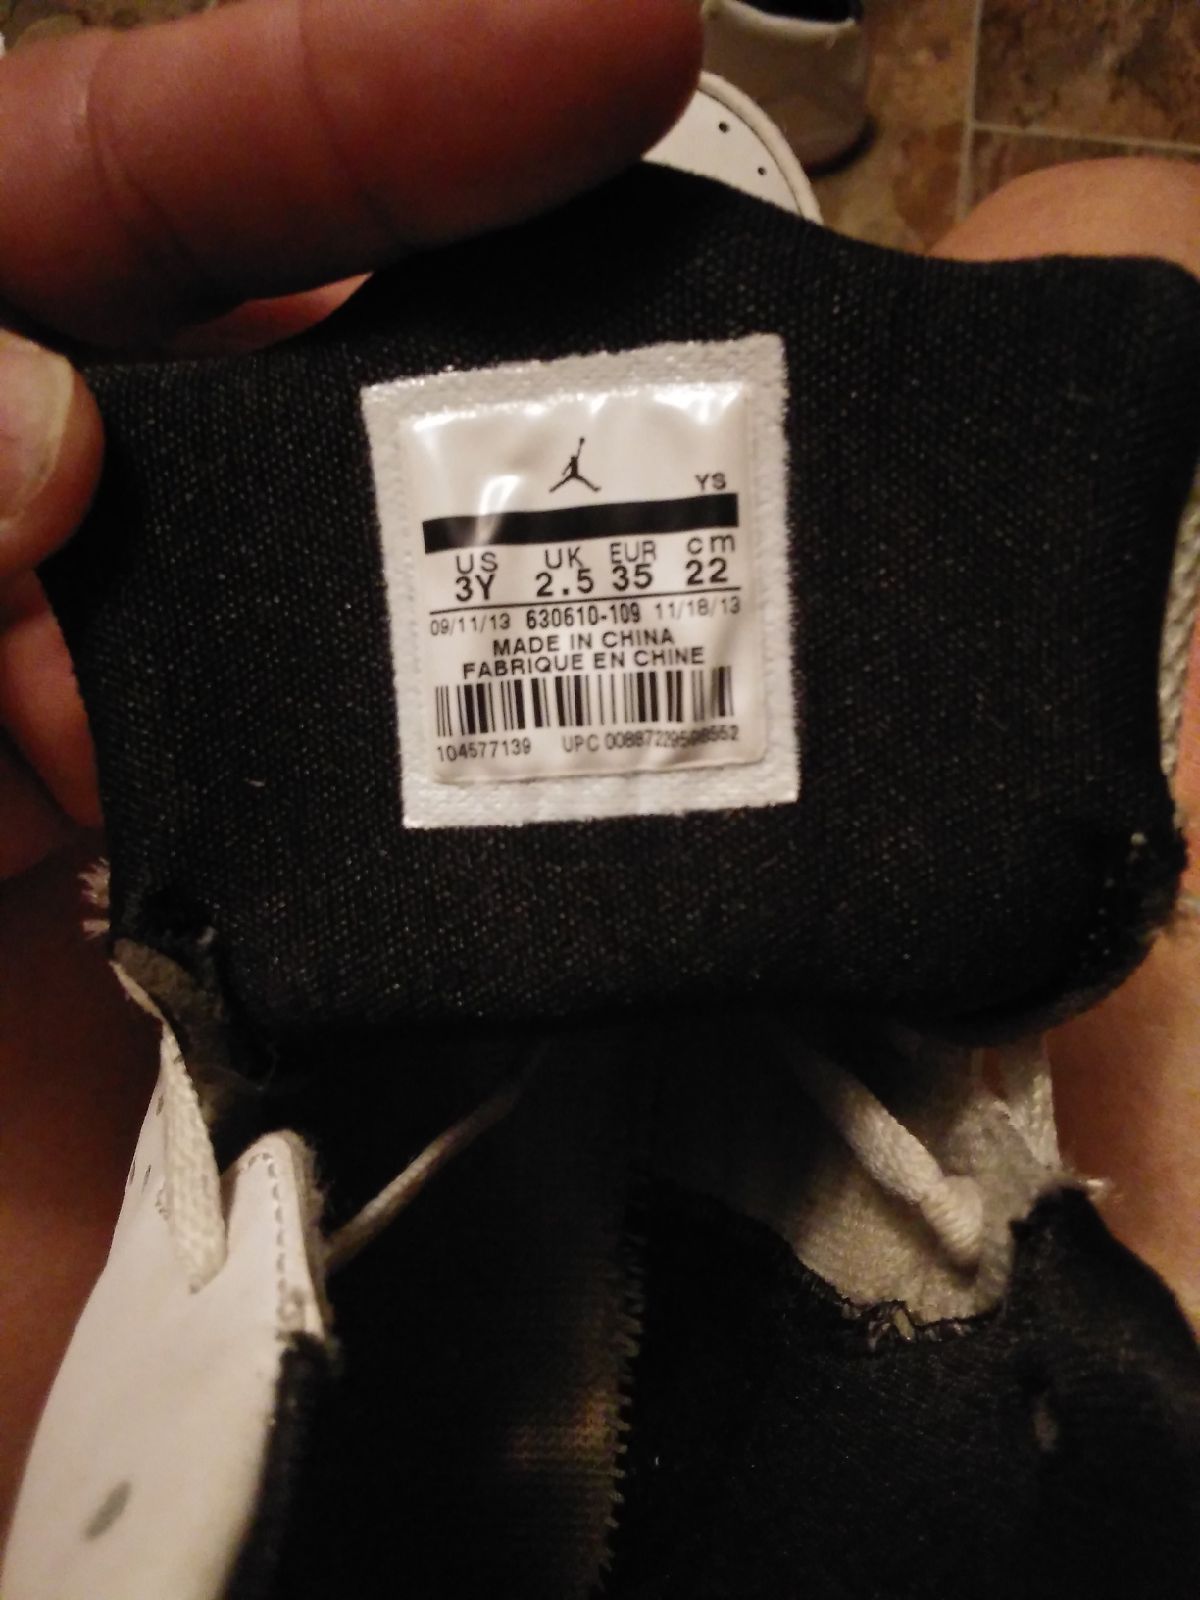 YS
US UK EUR cm
3Y 2.5 35 22
09/11/13 630610-109 11/18/13
MADE IN CHINA
FABRIQUE EN CHINE
104577139 UPC